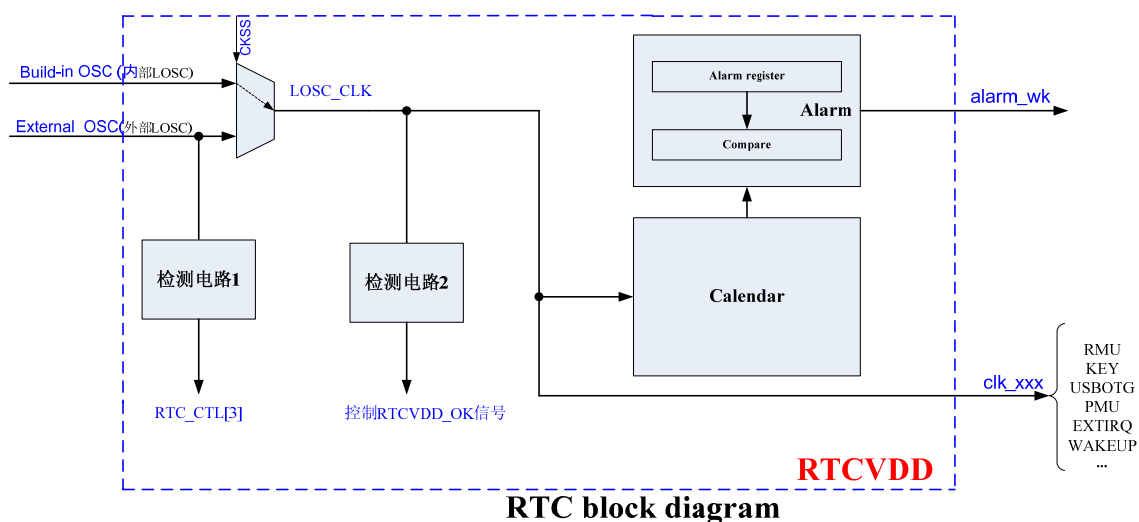 CKSS
Build-in OSC (内部LOSC)
External OSC(外部LOSC)
LOSC_CLK
Alarm register
Alarm
Compare
alarm_wk
检测电路1
检测电路2
Calendar
RTC_CTL[3]
控制RTCVDD_OK信号
clk_xxx
RMU
KEY
USBOTG
PMU
EXTIRQ
WAKEUP
...
RTCVDD
RTC block diagram